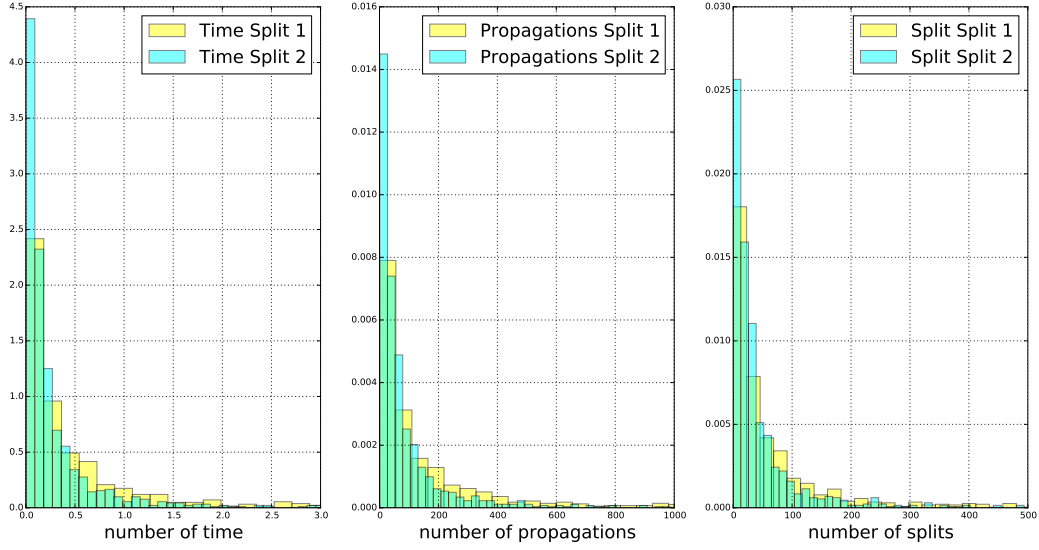 Time Split 1
Time Split 2
4.5
4.0
3.5
3.0
2.5
2.0
1.5
1.0
0.5
0.0
0.0 0.5 1.0 1.5 2.0 2.5 3.0
number of time
Propagations Split 1
Propagations Split 2
0.016
0.014
0.012
0.010
0.008
0.006
0.004
0.002
0.000
0 200 400 600 800 1000
number of propagations
Split Split 1
Split Split 2
0.030
0.025
0.020
0.015
0.010
0.005
0.000
0 100 200 300 400 500
number of splits